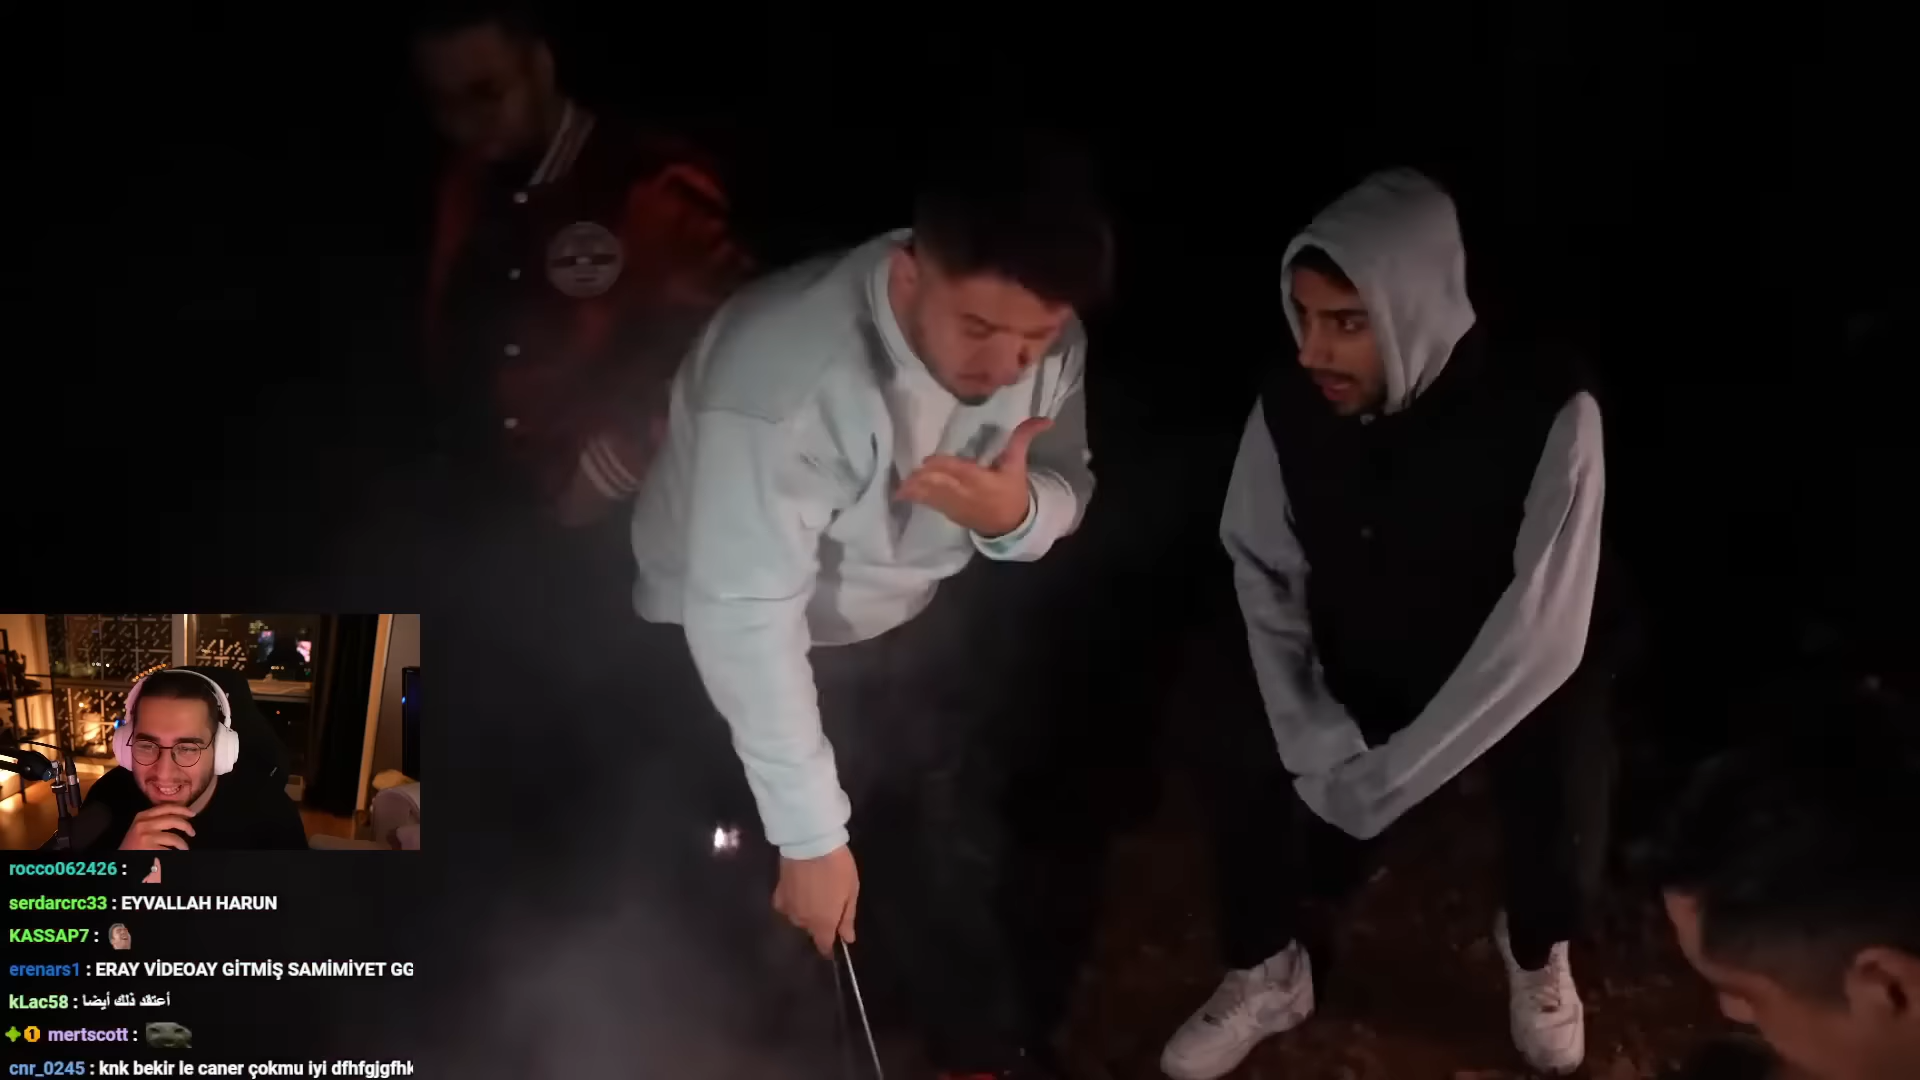 rocco062426 :
serdarcrc33 : EYVALLAH HARUN
KASSAP7 :
erenars1 : ERAY VİDEOAY GİTMİŞ SAMİMİYET GG
kLac58 : أعتقد ذلك أيضا
1 mertscott :
cnr_0245 : knk bekir le caner çokmu iyi dfhfgjgfhk